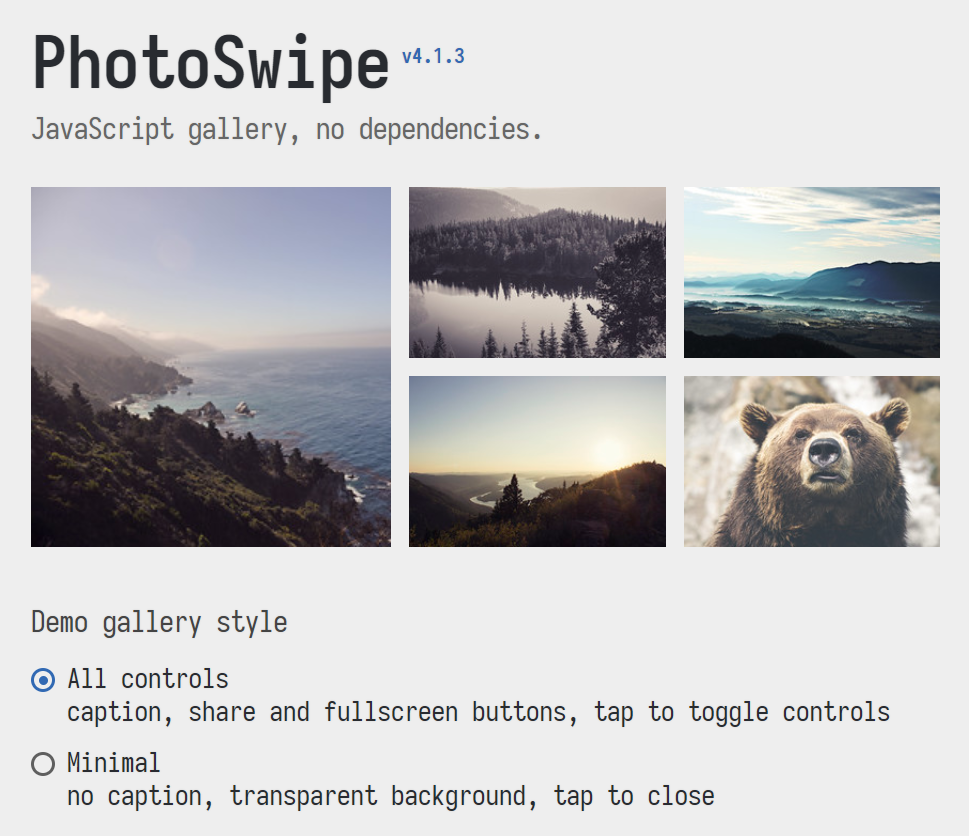 PhotoSwipe v4.1.3
JavaScript gallery, no dependencies.
Demo gallery style
All controls
caption, share and fullscreen buttons, tap to toggle controls
Minimal
no caption, transparent background, tap to close